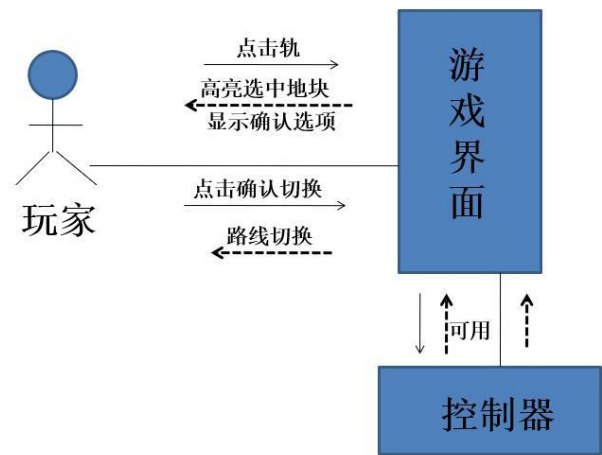 点击轨
高亮选中地块
显示确认选项
点击确认切换
路线切换
玩家
游戏界面
可用
控制器